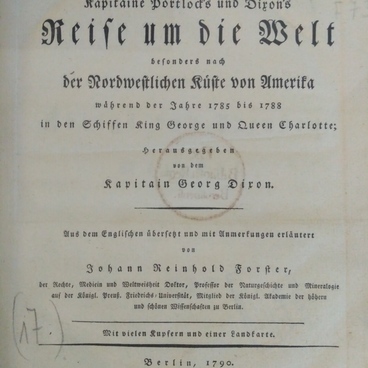 Kapitaine Portlock's und Dixon's
Reise um die Welt
besonders nach
der Nordwestlichen Küste von Amerika
während der Jahre 1785 bis 1788
in den Schiffen King George und Queen Charlotte;
Herausgegeben
von dem
Kapitain Georg Dixon.
Aus dem Englischen übersetzt und mit Anmerkungen erläutert
von
Johann Reinhold Forster,
der Rechte, Medicin und Weltweisheit Doktor, Professor der Naturgeschichte und Mineralogie
auf der Königl. Preuß. Friedrichs-Universität, Mitglied der Königl. Akademie der höhern
und schönen Wissenschaften zu Berlin.
(17.)
Mit vielen Kupfern und einer Landkarte.
Berlin, 1790.